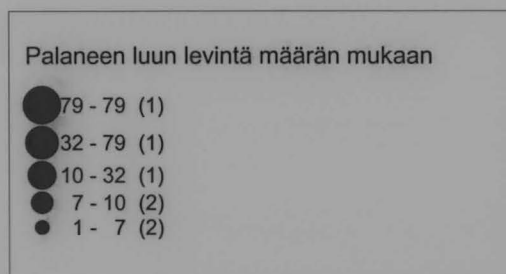 Palaneen luun levintä määrän mukaan
79 - 79 (1)
32 - 79 (1)
10 - 32 (1)
7 - 10 (2)
1 - 7 (2)